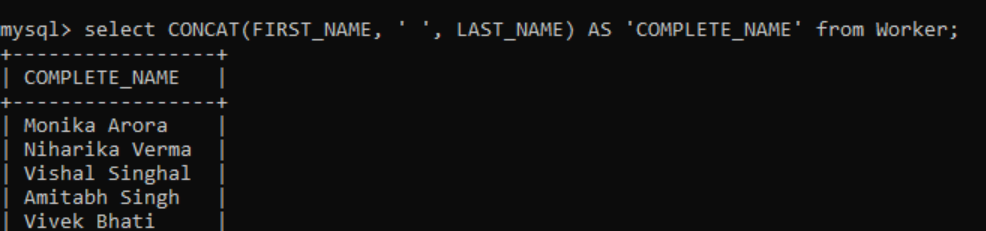 mysql> select CONCAT(FIRST_NAME, ' ', LAST_NAME) AS 'COMPLETE_NAME' from Worker;
+-----------------+
| COMPLETE_NAME   |
+-----------------+
| Monika Arora    |
| Niharika Verma  |
| Vishal Singhal  |
| Amitabh Singh   |
| Vivek Bhati     |